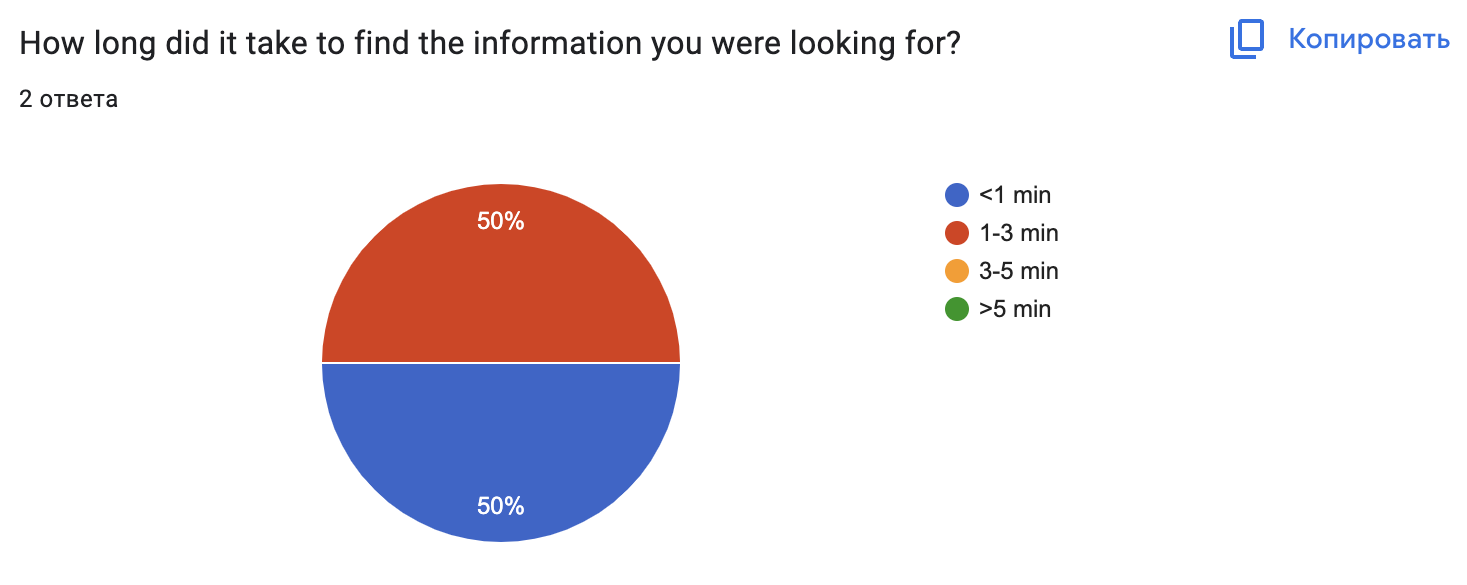 How long did it take to find the information you were looking for?
Копировать
2 ответа
50%
50%
<1 min
1-3 min
3-5 min
>5 min